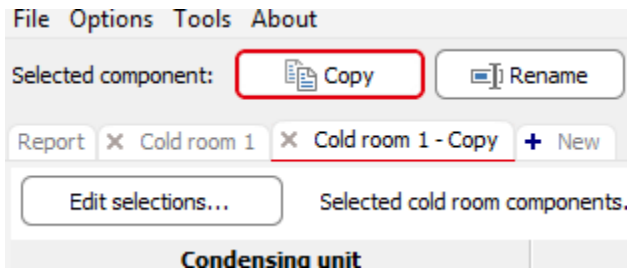 File Options Tools About
Selected component: Copy Rename
Report Cold room 1 Cold room 1 - Copy + New
Edit selections... Selected cold room components.
Condensing unit